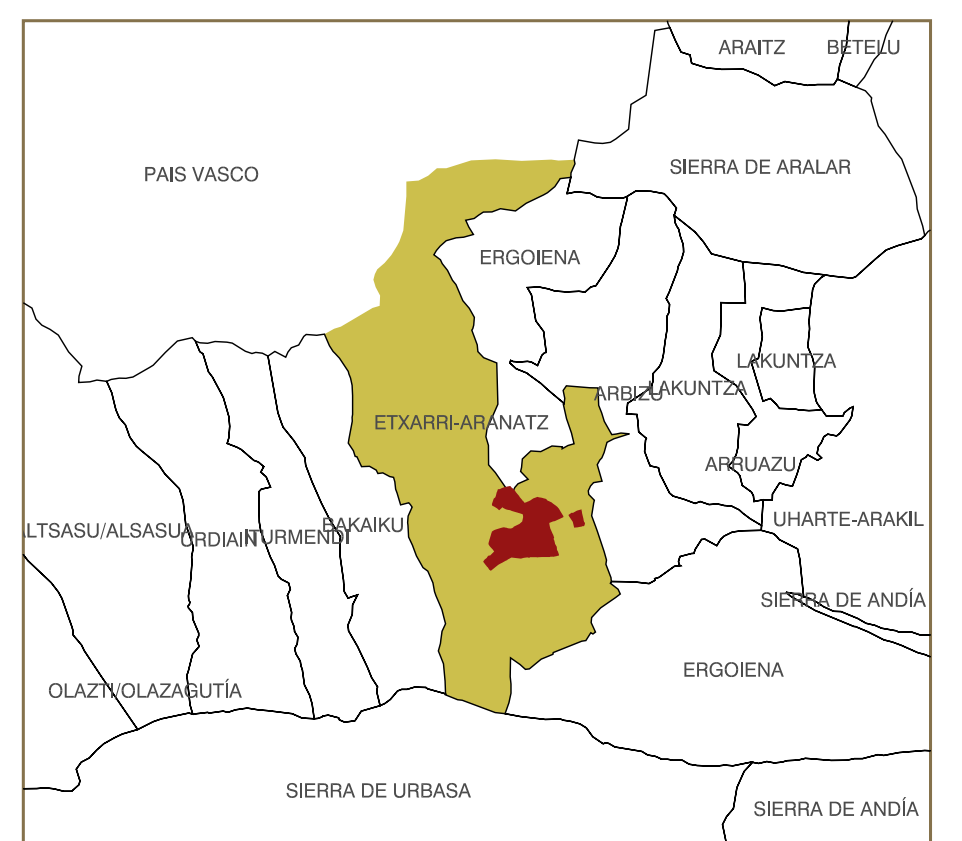 ARAITZ
BETELU
SIERRA DE ARALAR
PAIS VASCO
ERGOIENA
LAKUNTZA
ARBIZU
LAKUNTZA
ETXARRI-ARANATZ
ARRUAZU
UHARTE-ARAKIL
BAKAIKU
LTSASU/ALSASUA
URDIAIN
ITURMENDI
SIERRA DE ANDÍA
ERGOIENA
OLAZTI/OLAZAGUTÍA
SIERRA DE URBASA
SIERRA DE ANDÍA